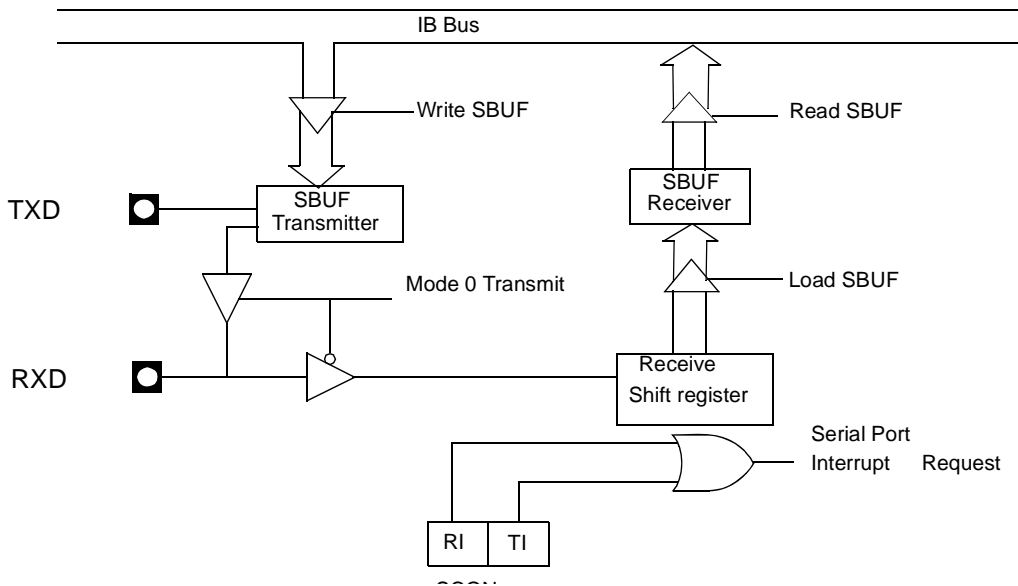 IB Bus
Write SBUF
Read SBUF
SBUF
Transmitter
SBUF
Receiver
TXD
Load SBUF
Mode 0 Transmit
RXD
Receive
Shift register
Serial Port
Interrupt Request
RI
TI